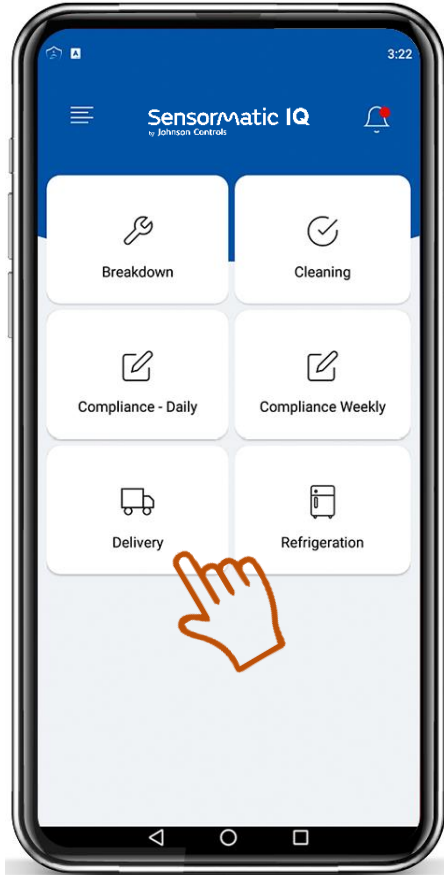 A
3:22
Sensormatic IQ
by Johnson Controls
Breakdown
Cleaning
Compliance - Daily
Compliance Weekly
Delivery
Refrigeration